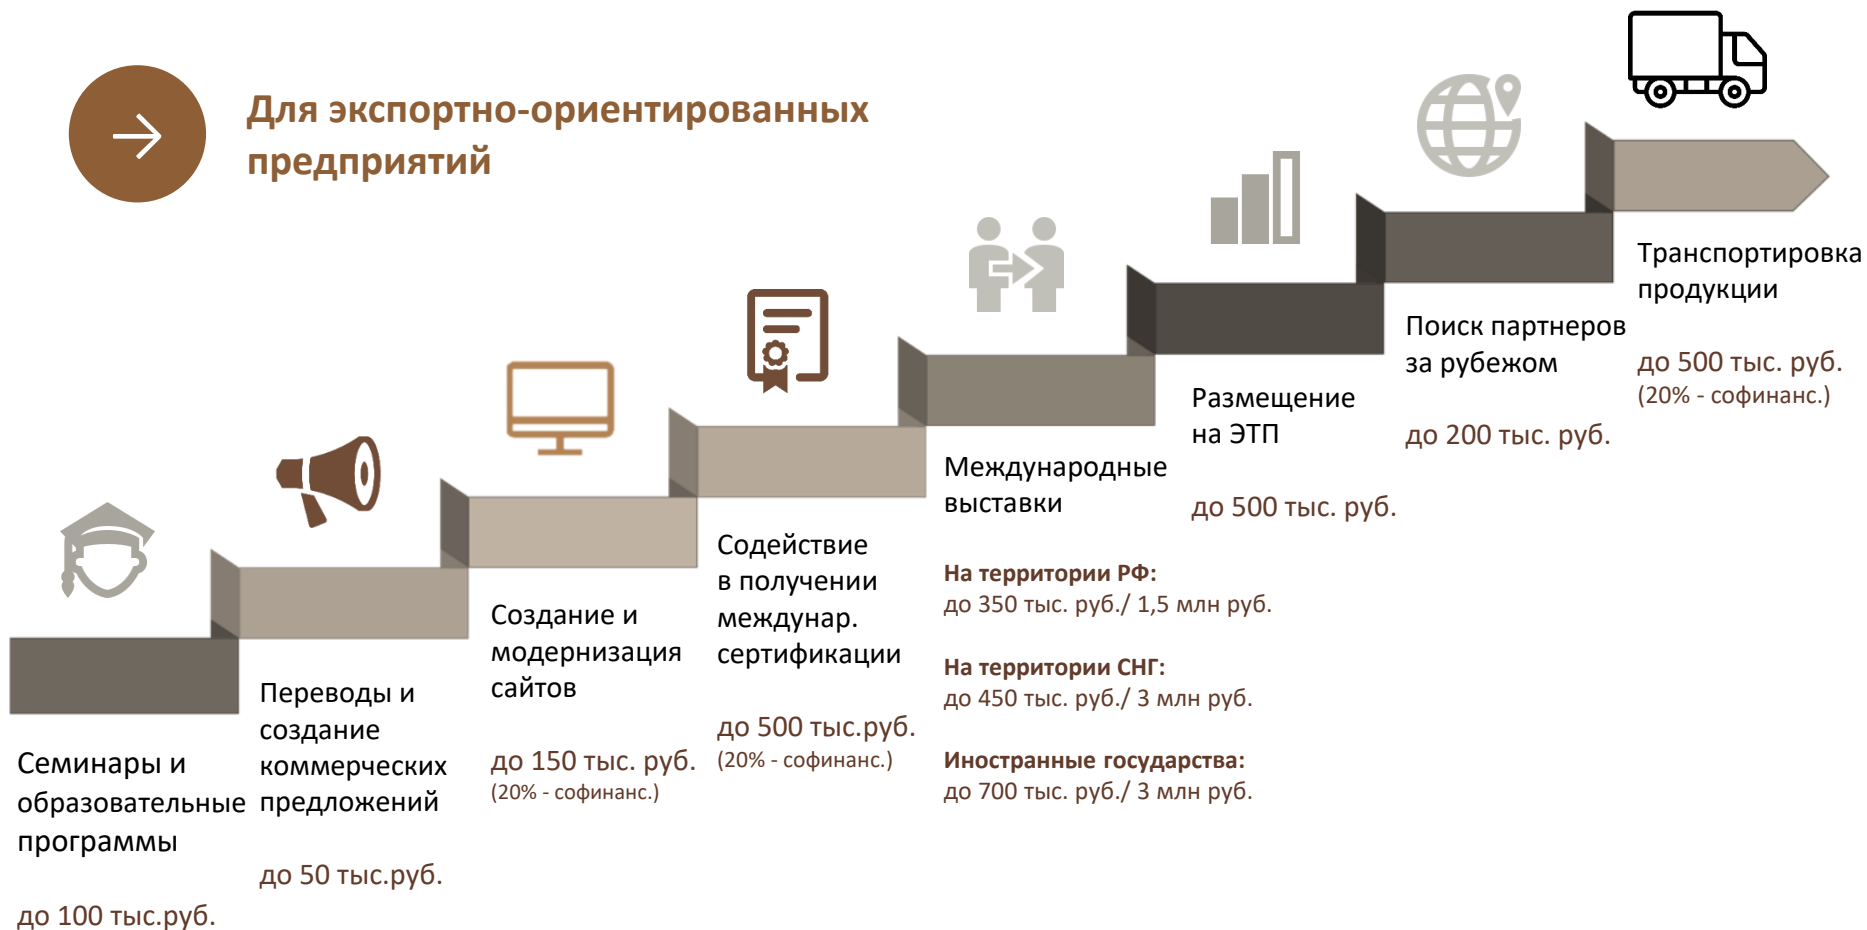 Для экспортно-ориентированных
предприятий
Семинары и
образовательные
программы
до 100 тыс.руб.
Переводы и
создание
коммерческих
предложений
до 50 тыс.руб.
Создание и
модернизация
сайтов
до 150 тыс. руб.
(20% - софинанс.)
Содействие
в получении
междунар.
сертификации
до 500 тыс.руб.
(20% - софинанс.)
Международные
выставки
На территории РФ:
до 350 тыс. руб./ 1,5 млн руб.
На территории СНГ:
до 450 тыс. руб./ 3 млн руб.
Иностранные государства:
до 700 тыс. руб./ 3 млн руб.
Размещение
на ЭТП
до 500 тыс. руб.
Поиск партнеров
за рубежом
до 200 тыс. руб.
Транспортировка
продукции
до 500 тыс. руб.
(20% - софинанс.)